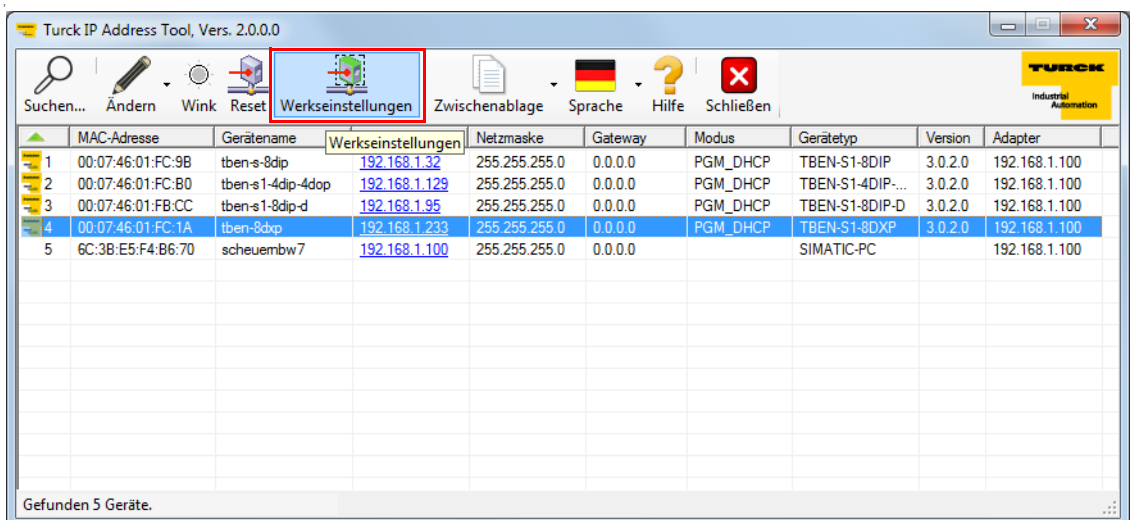 Turck IP Address Tool, Vers. 2.0.0.0
Suchen... Ändern Wink Reset Werkseinstellungen Zwischenablage Sprache Hilfe Schließen
TURCK
Industrial
Automation
MAC-Adresse Gerätename Netzmaske Gateway Modus Gerätetyp Version Adapter
Werkseinstellungen
1 00:07:46:01:FC:9B tben-s-8dip 192.168.1.32 255.255.255.0 0.0.0.0 PGM_DHCP TBEN-S1-8DIP 3.0.2.0 192.168.1.100
2 00:07:46:01:FC:B0 tben-s1-4dip-4dop 192.168.1.129 255.255.255.0 0.0.0.0 PGM_DHCP TBEN-S1-4DIP-... 3.0.2.0 192.168.1.100
3 00:07:46:01:FB:CC tben-s1-8dip-d 192.168.1.95 255.255.255.0 0.0.0.0 PGM_DHCP TBEN-S1-8DIP-D 3.0.2.0 192.168.1.100
4 00:07:46:01:FC:1A tben-8dxp 192.168.1.233 255.255.255.0 0.0.0.0 PGM_DHCP TBEN-S1-8DXP 3.0.2.0 192.168.1.100
5 6C:3B:E5:F4:B6:70 scheuembw7 192.168.1.100 255.255.255.0 0.0.0.0 SIMATIC-PC 192.168.1.100
Gefunden 5 Geräte.